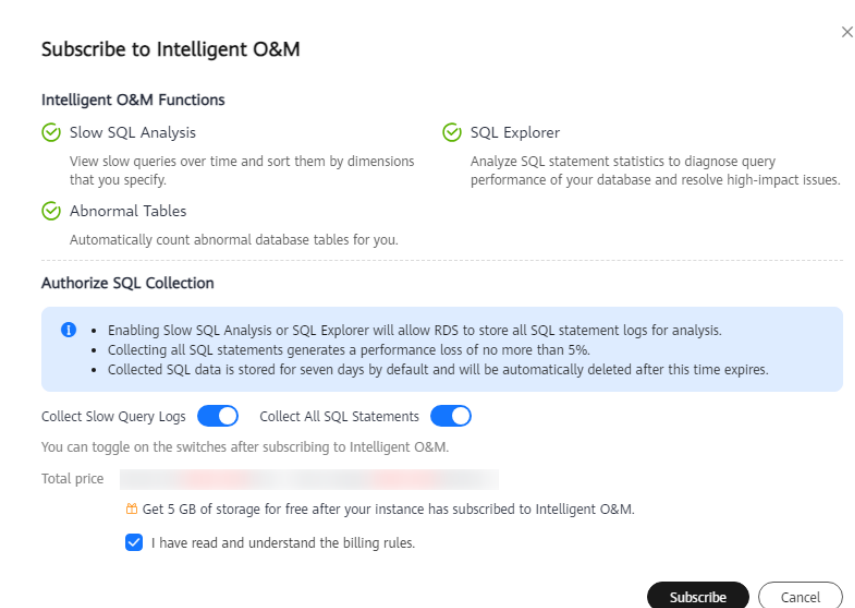 Subscribe to Intelligent O&M
Intelligent O&M Functions
Slow SQL Analysis
View slow queries over time and sort them by dimensions
that you specify.
SQL Explorer
Analyze SQL statement statistics to diagnose query
performance of your database and resolve high-impact issues.
Abnormal Tables
Automatically count abnormal database tables for you.
Authorize SQL Collection
• Enabling Slow SQL Analysis or SQL Explorer will allow RDS to store all SQL statement logs for analysis.
• Collecting all SQL statements generates a performance loss of no more than 5%.
• Collected SQL data is stored for seven days by default and will be automatically deleted after this time expires.
Collect Slow Query Logs Collect All SQL Statements
You can toggle on the switches after subscribing to Intelligent O&M.
Total price
Get 5 GB of storage for free after your instance has subscribed to Intelligent O&M.
I have read and understand the billing rules.
Subscribe Cancel